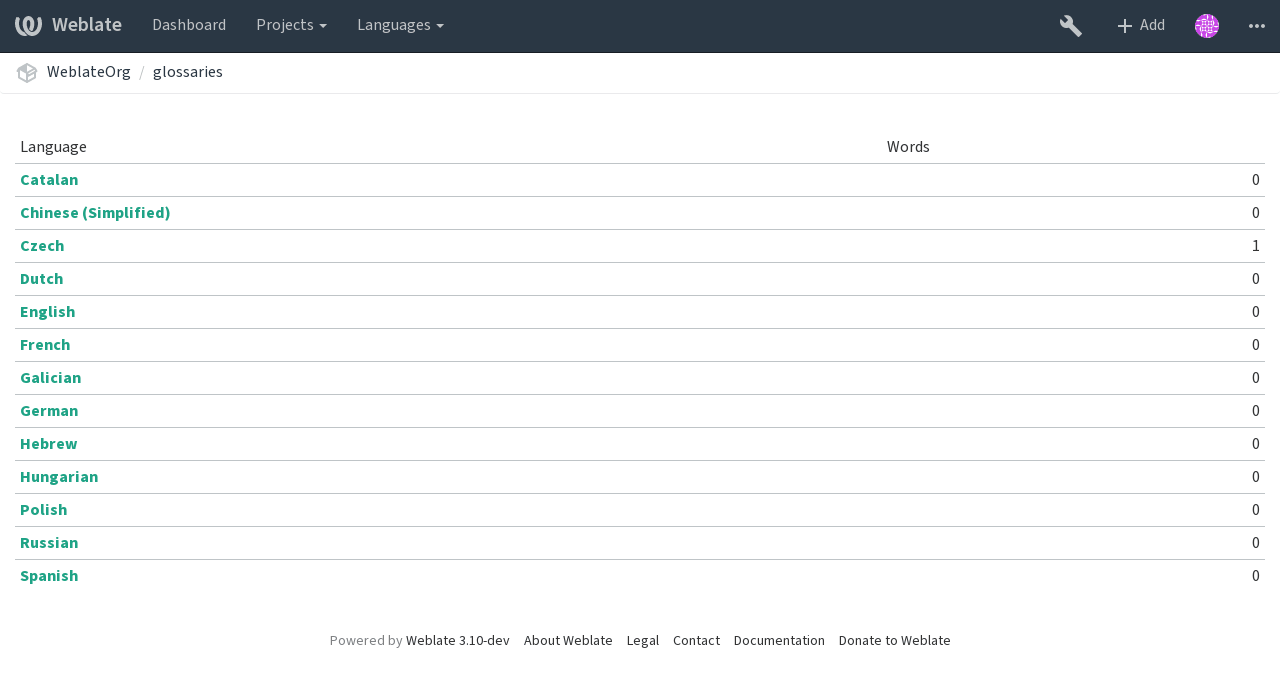 Weblate Dashboard Projects Languages Add
WeblateOrg / glossaries
Language Words
Catalan 0
Chinese (Simplified) 0
Czech 1
Dutch 0
English 0
French 0
Galician 0
German 0
Hebrew 0
Hungarian 0
Polish 0
Russian 0
Spanish 0
Powered by Weblate 3.10-dev About Weblate Legal Contact Documentation Donate to Weblate